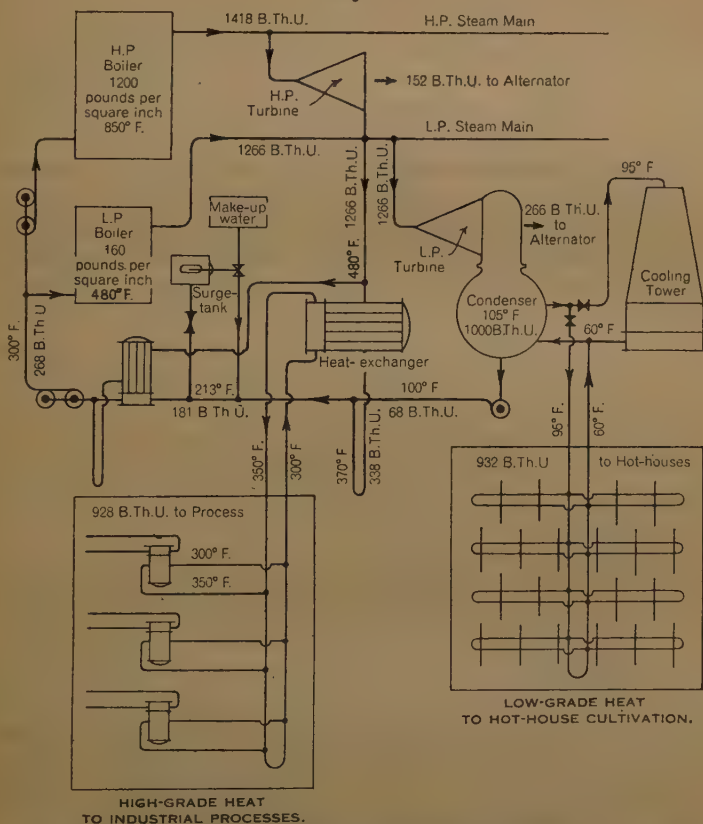 1418 B.Th.U.
H.P. Steam Main
H.P
Boiler
1200
pounds per
square inch
850° F.
H.P.
Turbine
152 B.Th.U. to Alternator
L.P. Steam Main
1266 B.Th.U.
1266 B.Th.U.
1266 B.Th.U.
95° F
L.P
Boiler
160
pounds per
square inch
480° F.
Make-up
water
Surge-
tank
480° F.
L.P.
Turbine
266 B Th.U.
to
Alternator
Cooling
Tower
Condenser
105° F
1000B.Th.U.
60° F
300° F.
268 B.Th U
Heat- exchanger
213° F.
181 B Th U.
100° F
68 B.Th.U.
350° F.
300° F.
370° F
338 B.Th.U.
95° F.
60° F.
928 B.Th.U. to Process
300° F.
350° F.
932 B.Th.U to Hot-houses
LOW-GRADE HEAT
TO HOT-HOUSE CULTIVATION.
HIGH-GRADE HEAT
TO INDUSTRIAL PROCESSES.